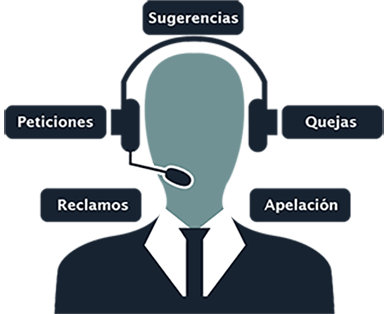 Sugerencias
Peticiones
Quejas
Reclamos
Apelación